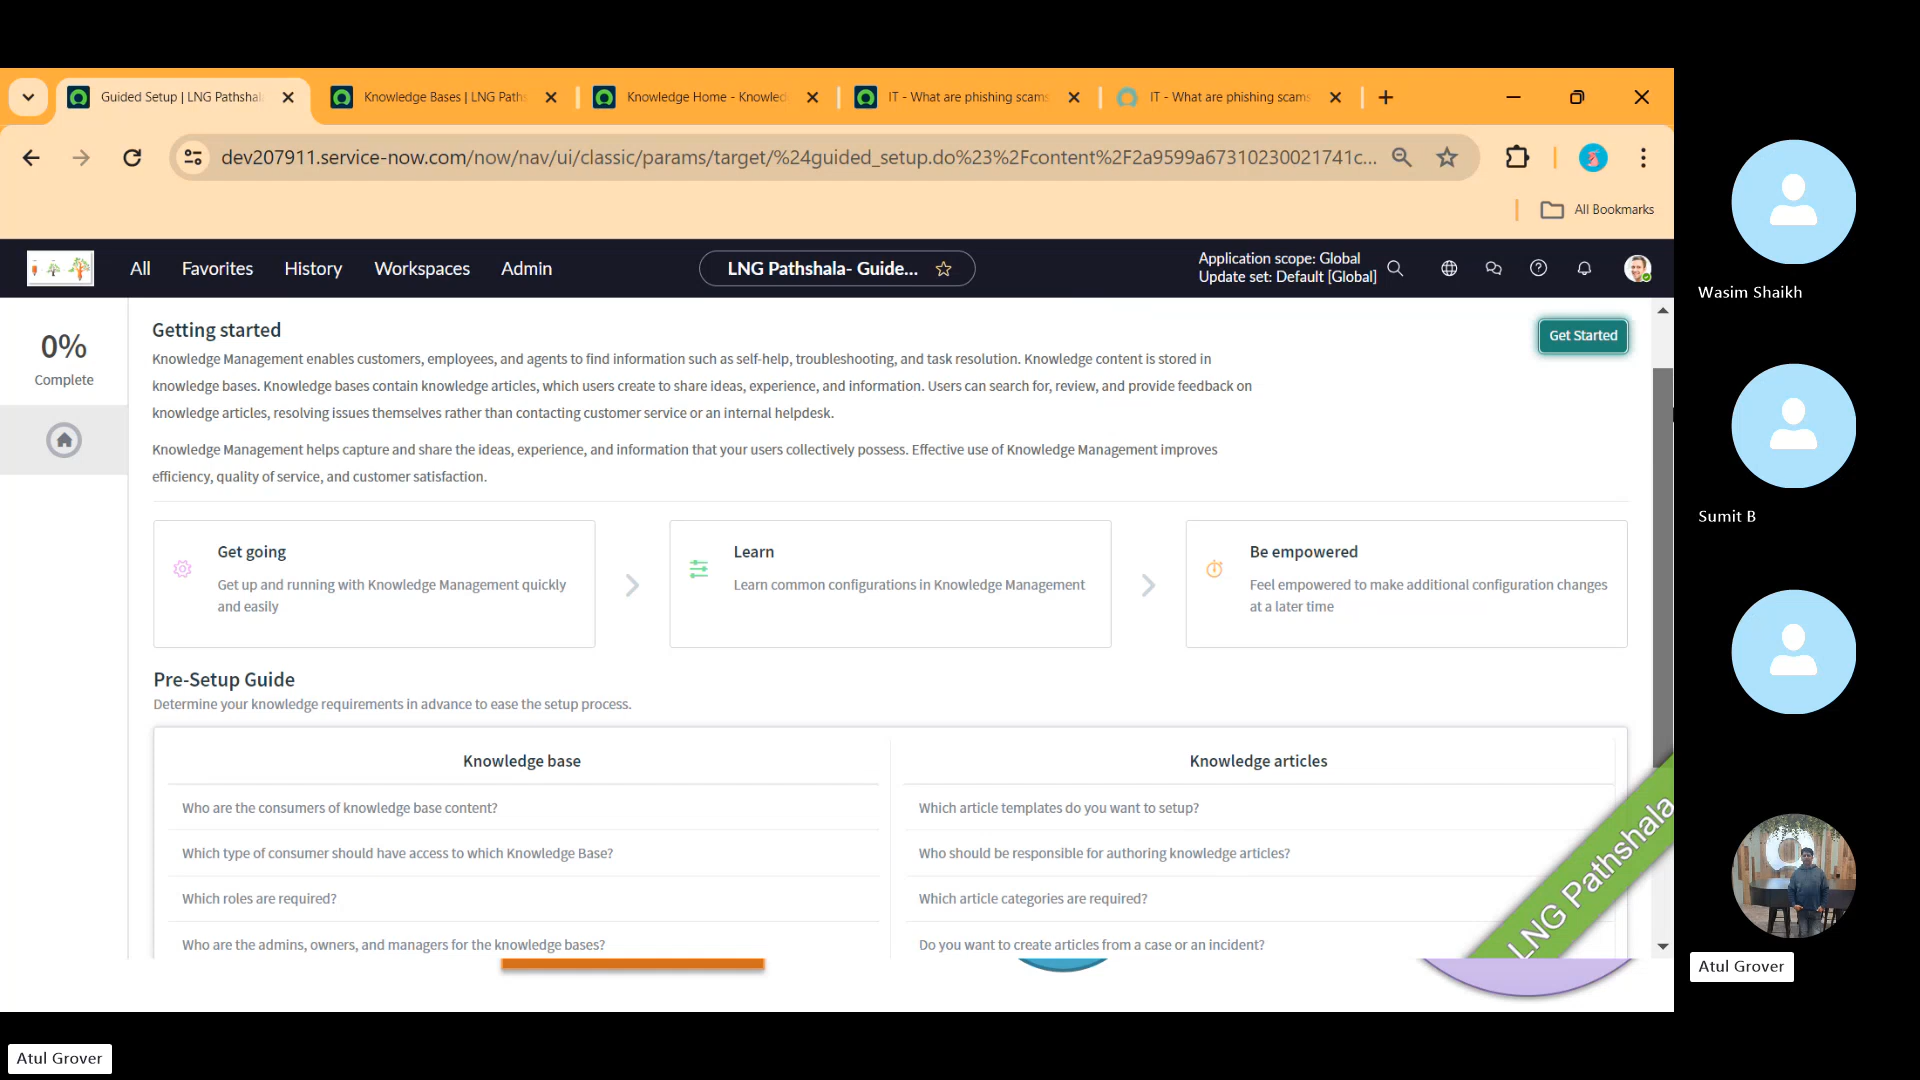 Guided Setup | LNG Pathshal
Knowledge Bases | LNG Paths
Knowledge Home - Knowled
IT - What are phishing scams
IT - What are phishing scams
dev207911.service-now.com/now/nav/ui/classic/params/target/%24guided_setup.do%23%2Fcontent%2F2a9599a67310230021741c...
All Bookmarks
All
Favorites
History
Workspaces
Admin
LNG Pathshala- Guide...
Application scope: Global
Update set: Default [Global]
0%
Complete
Getting started
Get Started
Knowledge Management enables customers, employees, and agents to find information such as self-help, troubleshooting, and task resolution. Knowledge content is stored in
knowledge bases. Knowledge bases contain knowledge articles, which users create to share ideas, experience, and information. Users can search for, review, and provide feedback on
knowledge articles, resolving issues themselves rather than contacting customer service or an internal helpdesk.
Knowledge Management helps capture and share the ideas, experience, and information that your users collectively possess. Effective use of Knowledge Management improves
efficiency, quality of service, and customer satisfaction.
Get going
Get up and running with Knowledge Management quickly
and easily
Learn
Learn common configurations in Knowledge Management
Be empowered
Feel empowered to make additional configuration changes
at a later time
Pre-Setup Guide
Determine your knowledge requirements in advance to ease the setup process.
Knowledge base
Who are the consumers of knowledge base content?
Which type of consumer should have access to which Knowledge Base?
Which roles are required?
Who are the admins, owners, and managers for the knowledge bases?
Knowledge articles
Which article templates do you want to setup?
Who should be responsible for authoring knowledge articles?
Which article categories are required?
Do you want to create articles from a case or an incident?
LNG Pathshala
Wasim Shaikh
Sumit B
Atul Grover
Atul Grover